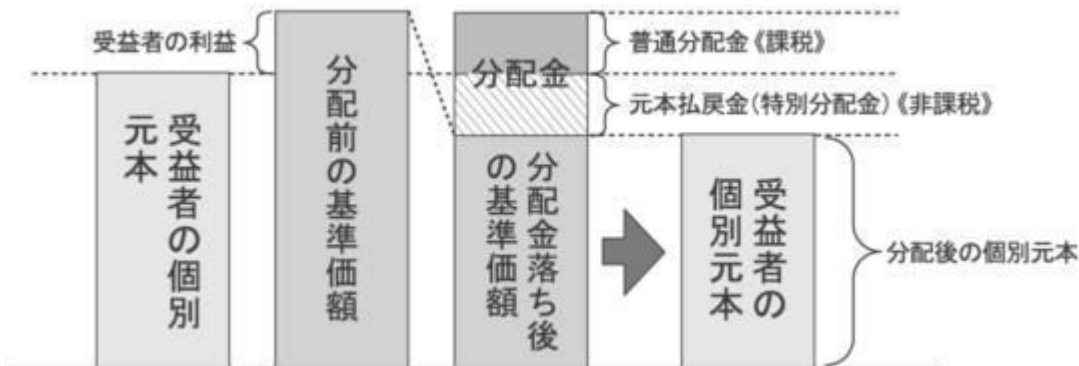 受益者の利益
受益者の個別
元本
分配前の基準価額
分配金
分配金落ち後
の基準価額
普通分配金《課税》
元本払戻金(特別分配金)《非課税》
受益者の
個別元本
分配後の個別元本